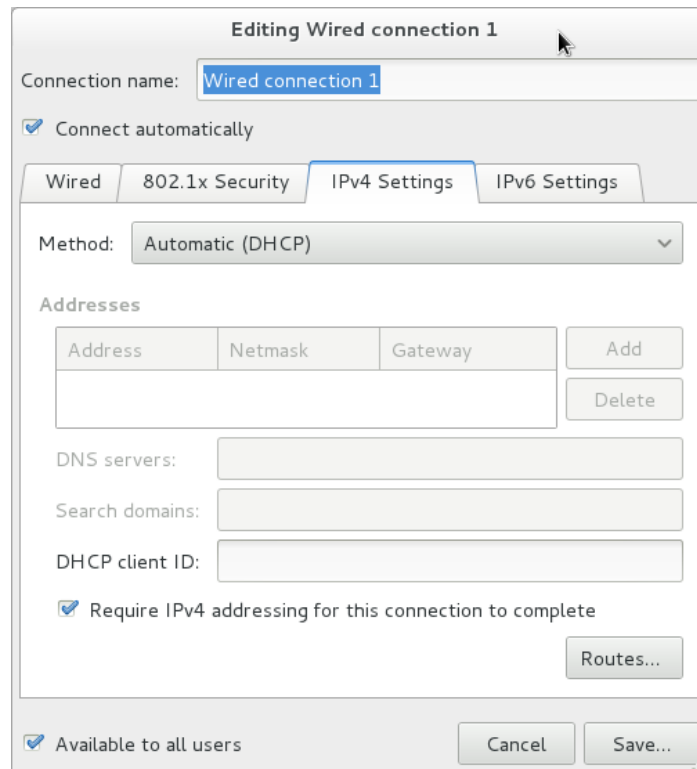 Editing Wired connection 1
Connection name: Wired connection 1
Connect automatically
Wired 802.1x Security IPv4 Settings IPv6 Settings
Method: Automatic (DHCP)
Addresses
Address Netmask Gateway Add
Delete
DNS servers:
Search domains:
DHCP client ID:
Require IPv4 addressing for this connection to complete
Routes...
Available to all users Cancel Save...